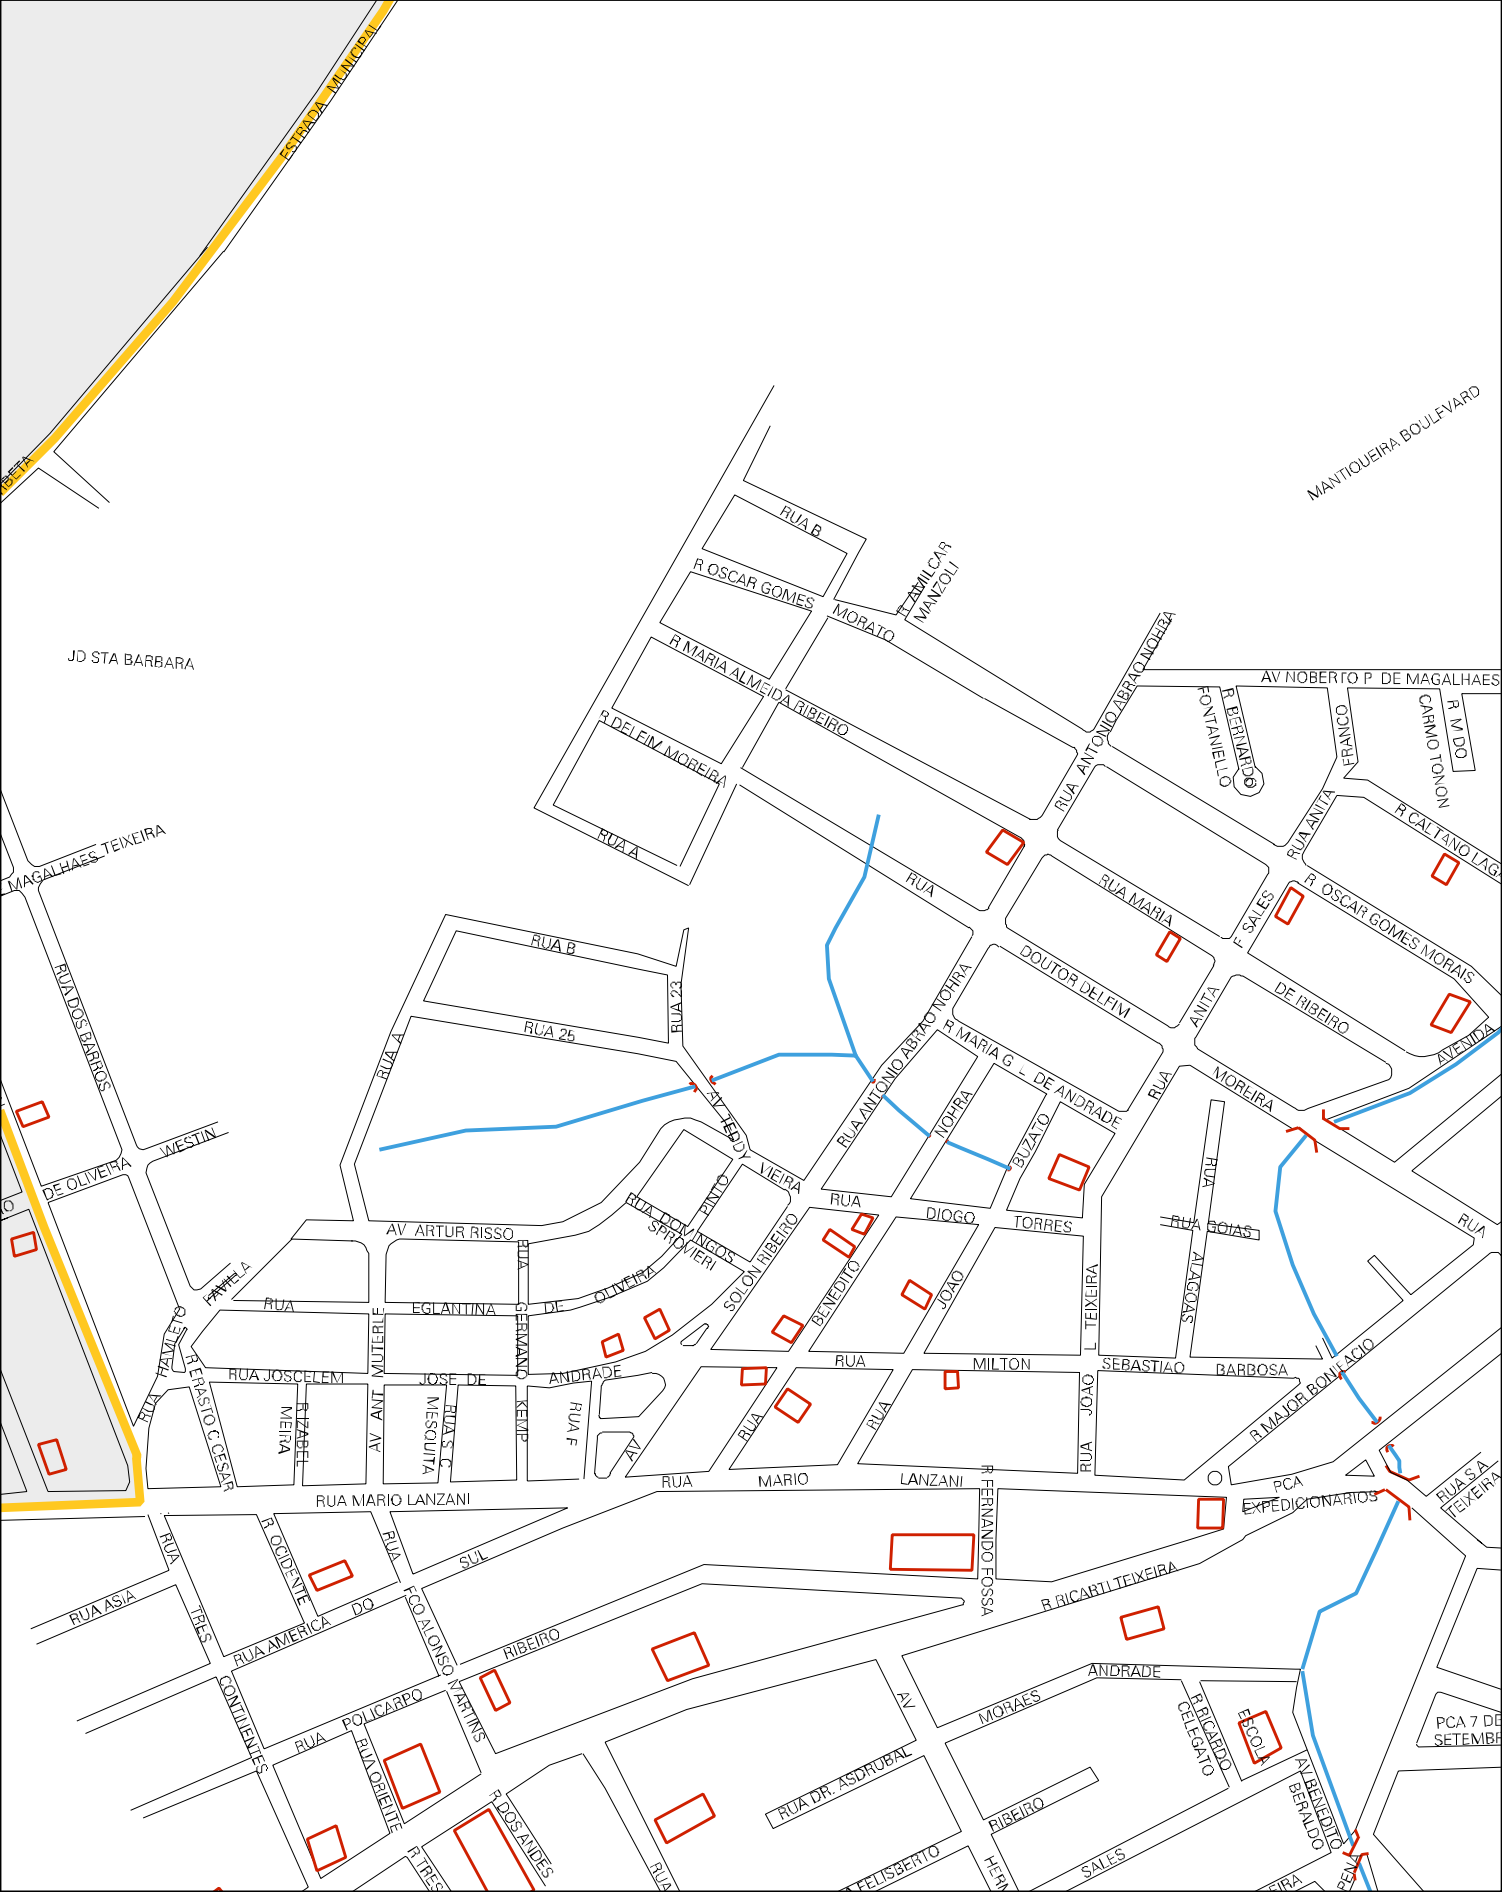 ESTRADA MUNICIPAL
MANTIQUEIRA BOULEVARD
RUA B
R OSCAR GOMES MORATO
R AMILCAR
MANZOLI
JD STA BARBARA
R MARIA ALMEIDA RIBEIRO
RUA ANTONIO ABRAO NOHRA
AV NOBERTO P DE MAGALHAES
R BERNARDO
FONTANIELLO
FRANCO
R M DO
CARMO TONON
R DELFIM MOREIRA
RUA A
RUA ANITA
F SALES
R CAETANO
MAGALHAES TEIXEIRA
RUA
RUA MARIA
R OSCAR GOMES MORAIS
DE RIBEIRO
AVENIDA
RUA B
RUA 23
RUA 25
RUA A
RUA DOS BARROS
DOUTOR DELFIM
MOREIRA
RUA ANITA
RUA ANTONIO ABRAO NOHRA
R MARIA G L DE ANDRADE
NOHRA
BUZATO
AV TEDDY VIEIRA
WESTIN
DE OLIVEIRA
PINTO
RUA DOMINGOS
SPROVIERI
RUA DIOGO TORRES
RUA
ALAGOAS
RUA GOIAS
RUA
AV ARTUR RISSO
SOLON RIBEIRO
BENEDITO
JOAO
RUA JOAO L TEIXEIRA
FAVILLA
RUA HAMLETO
RUA EGLANTINA DE OLIVEIRA
RUA GERMANO KEMP
AV ANT MUTERLE
RUA JOSCELEM JOSE DE ANDRADE
R ERASTO C CESAR
R IZABEL
MEIRA
RUA S C
MESQUITA
RUA F
AV
RUA
RUA
RUA MILTON SEBASTIAO BARBOSA
R MAJOR BONIFACIO
RUA MARIO LANZANI
RUA MARIO LANZANI
PCA
EXPEDICIONARIOS
RUA S A
TEIXEIRA
R FERNANDO FOSSA
RUA TRES CONTINENTES
R OCIDENTE
RUA FCO ALONSO MARTINS
RUA ASIA
RUA AMERICA DO SUL
R RICARTI TEIXEIRA
RUA POLICARPO RIBEIRO
RUA ORIENTE
R TRES
R DOS ANDES
RUA
AV
MORAES ANDRADE
R RICARDO
CELEGATO
ESCOLA
AV BENEDITO
BERALDO
PCA 7 DE
RUA DR. ASDRUBAL
RIBEIRO
FELISBERTO
SALES
PENA